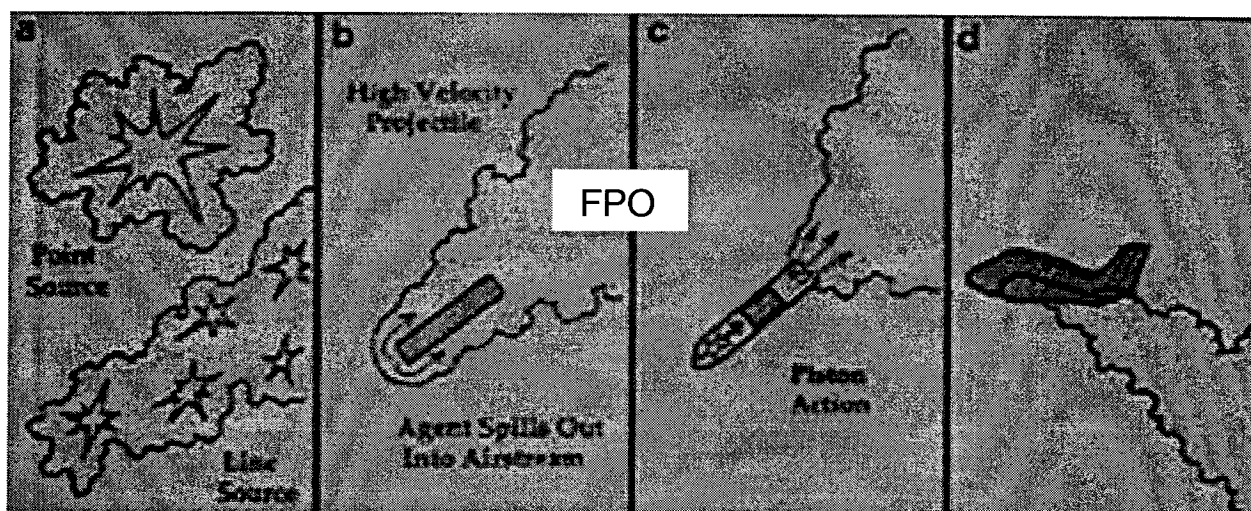 a
Point
Source
Line
Source
b
High Velocity
Projectile
Agent Spills Out
Into Airstream
FPO
c
Piston
Action
d